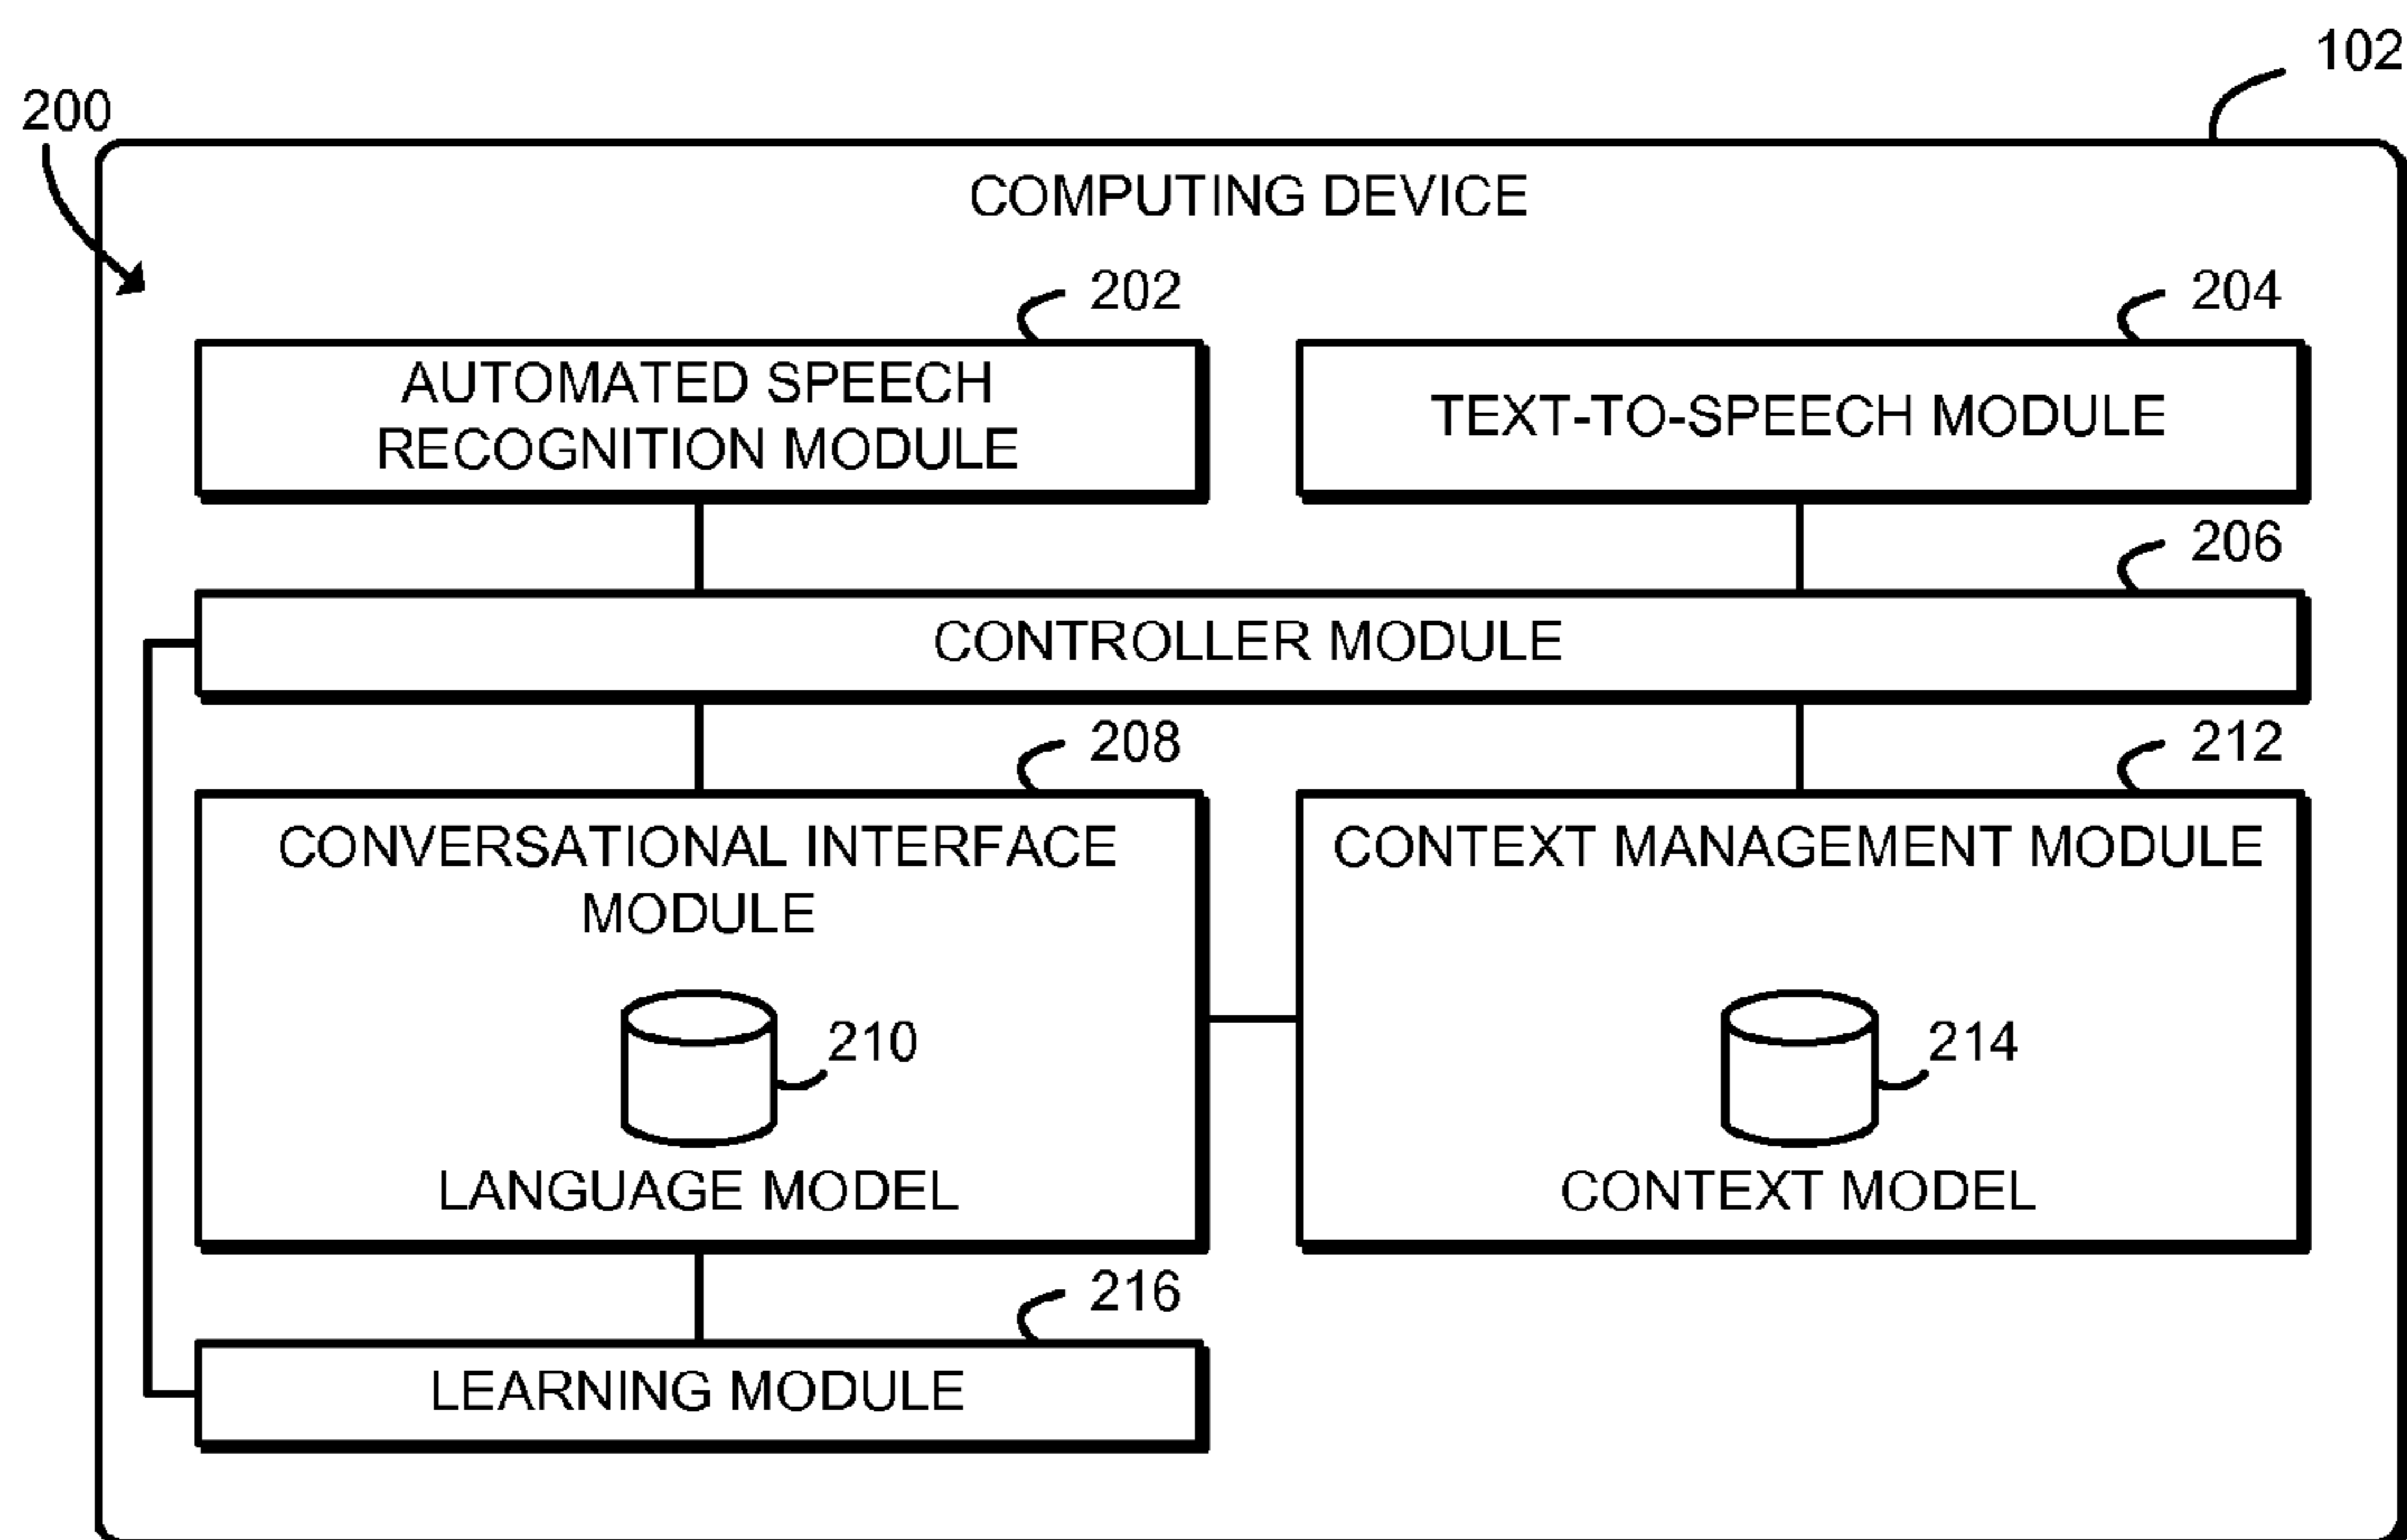 102
200
COMPUTING DEVICE
202
204
AUTOMATED SPEECH
RECOGNITION MODULE
TEXT-TO-SPEECH MODULE
206
CONTROLLER MODULE
208
212
CONVERSATIONAL INTERFACE
MODULE
CONTEXT MANAGEMENT MODULE
210
214
LANGUAGE MODEL
CONTEXT MODEL
216
LEARNING MODULE